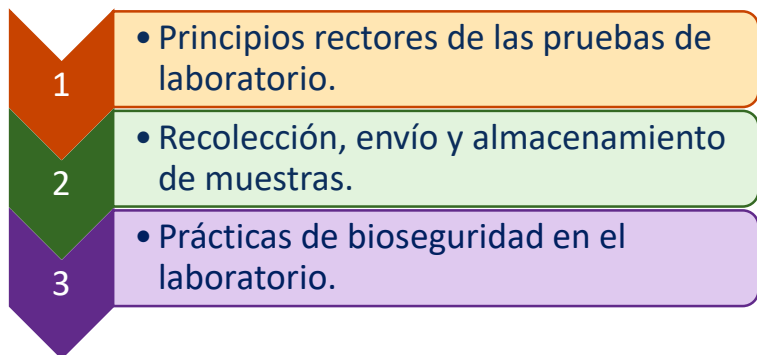 1
• Principios rectores de las pruebas de
laboratorio.
2
• Recolección, envío y almacenamiento
de muestras.
3
• Prácticas de bioseguridad en el
laboratorio.